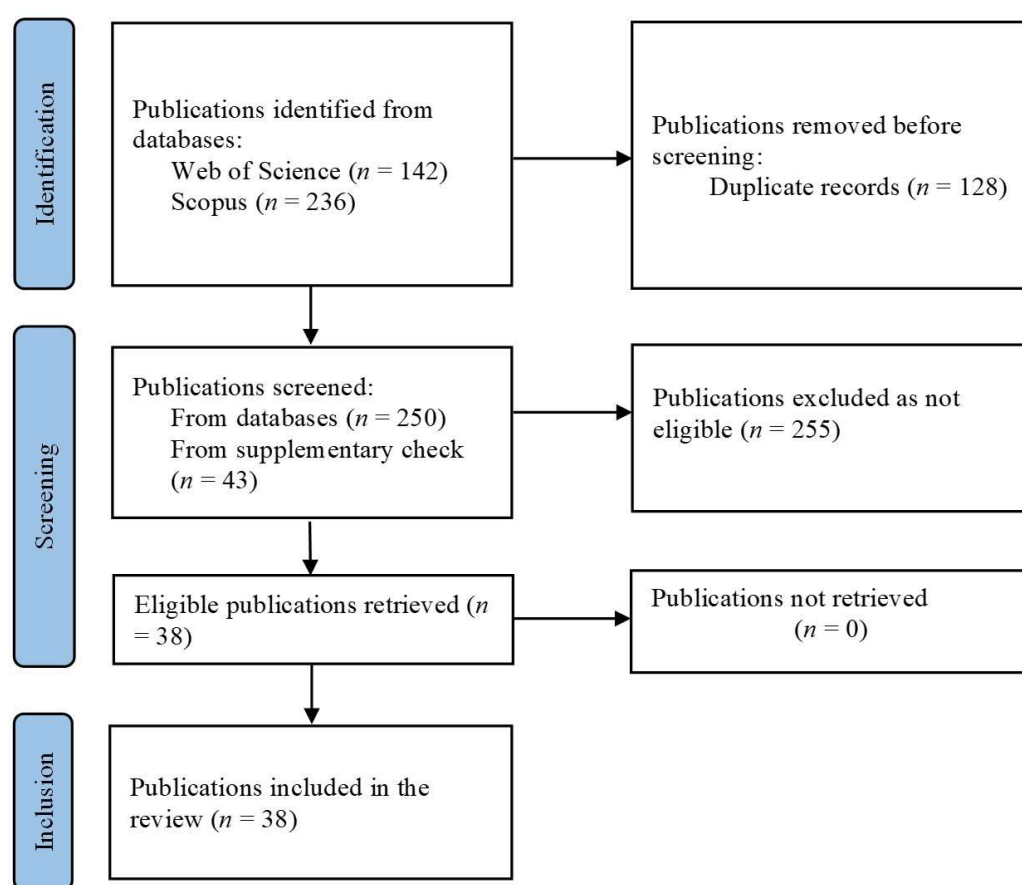 Identification
Publications identified from
databases:
Web of Science (n = 142)
Scopus (n = 236)
Publications removed before
screening:
Duplicate records (n = 128)
Screening
Publications screened:
From databases (n = 250)
From supplementary check
(n = 43)
Publications excluded as not
eligible (n = 255)
Eligible publications retrieved (n
= 38)
Publications not retrieved
(n = 0)
Inclusion
Publications included in the
review (n = 38)